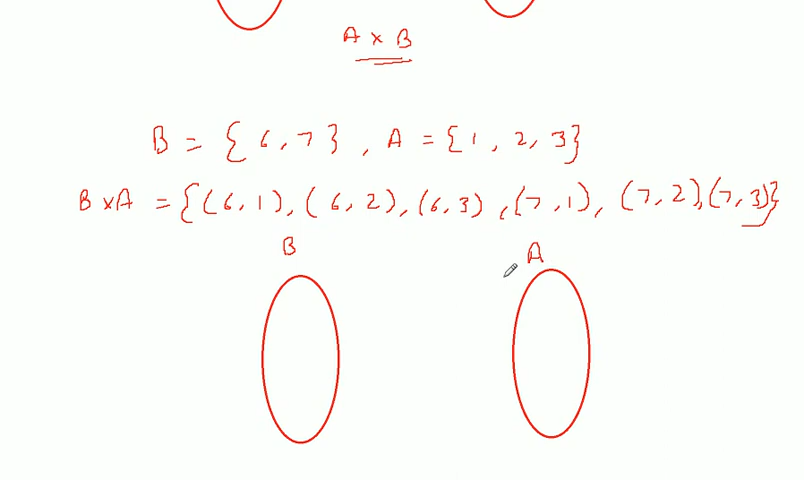 A × B
B = {6, 7}, A = {1, 2, 3}
B × A = {(6, 1), (6, 2), (6, 3), (7, 1), (7, 2), (7, 3)}
B A